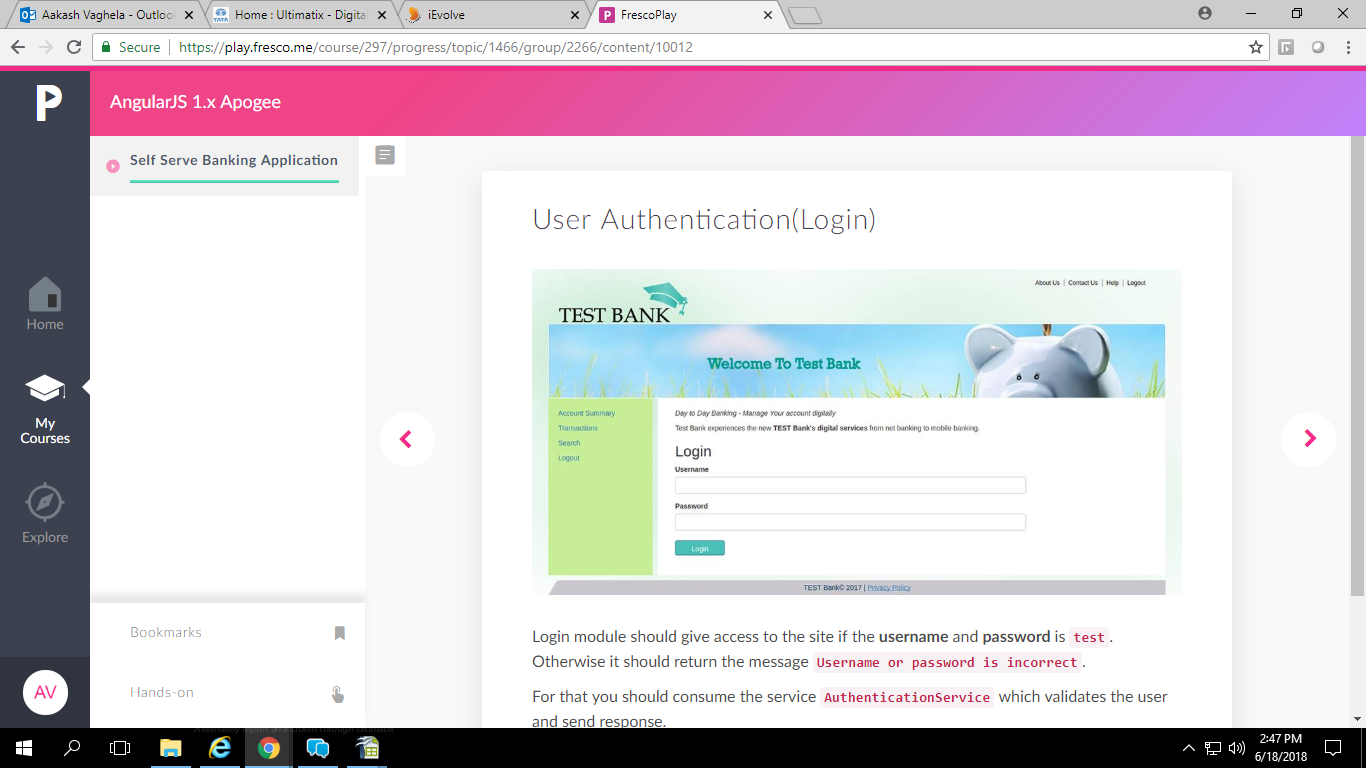 Aakash Vaghela - Outloo
Home : Ultimatix - Digita
iEvolve
FrescoPlay
Secure
https://play.fresco.me/course/297/progress/topic/1466/group/2266/content/10012
AngularJS 1.x Apogee
Self Serve Banking Application
Home
My
Courses
Explore
AV
Bookmarks
Hands-on
User Authentication(Login)
About Us | Contact Us | Help | Logout
TEST BANK
Welcome To Test Bank
Account Summary
Transactions
Search
Logout
Day to Day Banking - Manage Your account digitally
Test Bank experiences the new TEST Bank's digital services from net banking to mobile banking.
Login
Username
Password
Login
TEST Bank© 2017 | Privacy Policy
Login module should give access to the site if the username and password is test.
Otherwise it should return the message Username or password is incorrect.
For that you should consume the service AuthenticationService which validates the user
and send response.
2:47 PM
6/18/2018